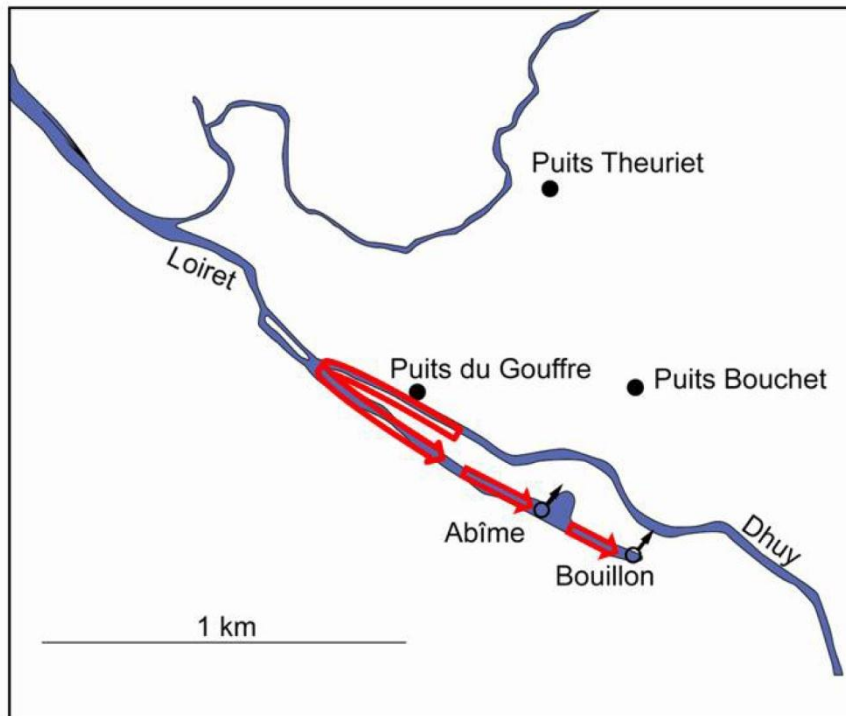 Puits Theuriet
Loiret
Puits du Gouffre
Puits Bouchet
Abîme
Dhuy
Bouillon
1 km